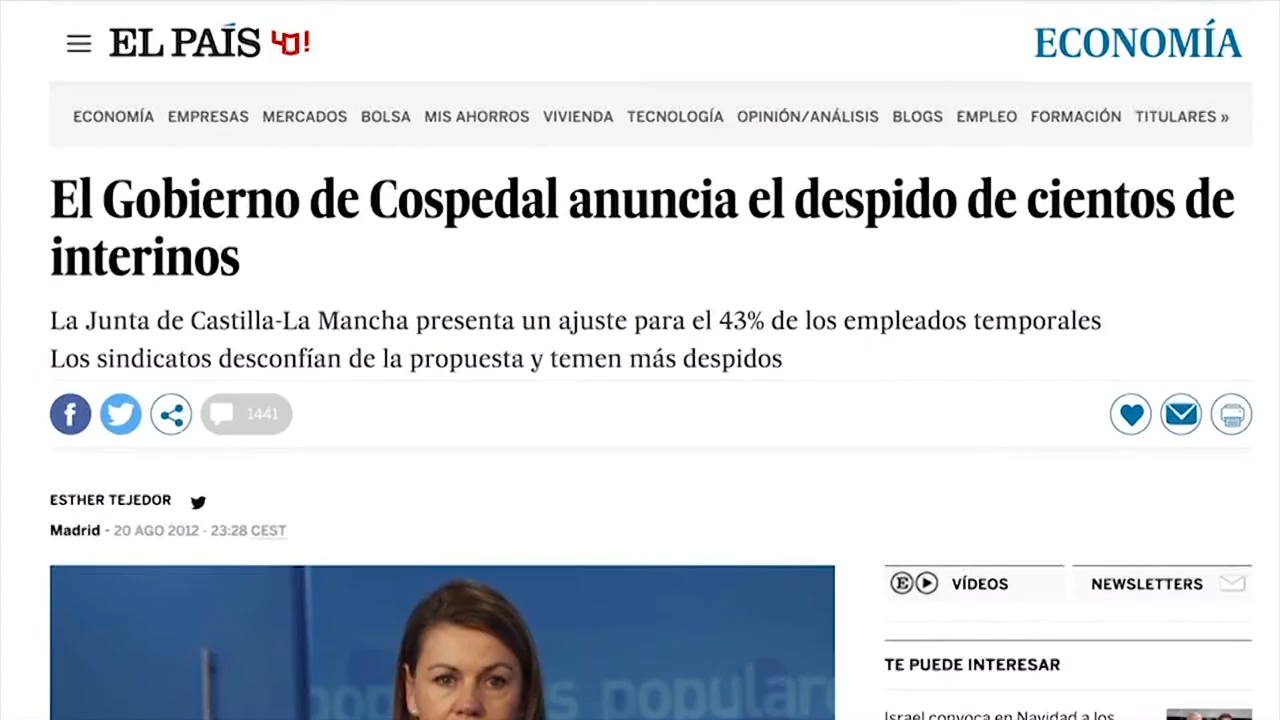 EL PAÍS 40!
ECONOMÍA
ECONOMÍA EMPRESAS MERCADOS BOLSA MIS AHORROS VIVIENDA TECNOLOGÍA OPINIÓN/ANÁLISIS BLOGS EMPLEO FORMACIÓN TITULARES »
El Gobierno de Cospedal anuncia el despido de cientos de
interinos
La Junta de Castilla-La Mancha presenta un ajuste para el 43% de los empleados temporales
Los sindicatos desconfían de la propuesta y temen más despidos
1441
ESTHER TEJEDOR
Madrid - 20 AGO 2012 - 23:28 CEST
populare
VÍDEOS
NEWSLETTERS
TE PUEDE INTERESAR
Israel convoca en Navidad a los